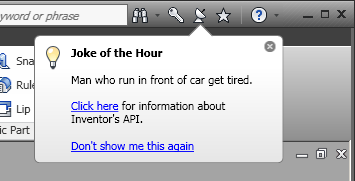 yword or phrase
Joke of the Hour
Man who run in front of car get tired.
Click here for information about
Inventor's API.
Don't show me this again
Sna
Rule
Lip
ic Part